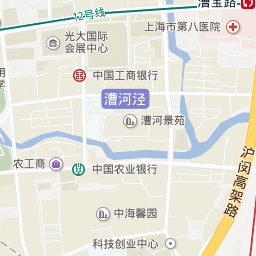 漕宝路
12号线
光大国际
会展中心
上海市第八医院
中国工商银行
漕河泾
漕河景苑
农工商
中国农业银行
沪闵高架路
中海馨园
科技创业中心